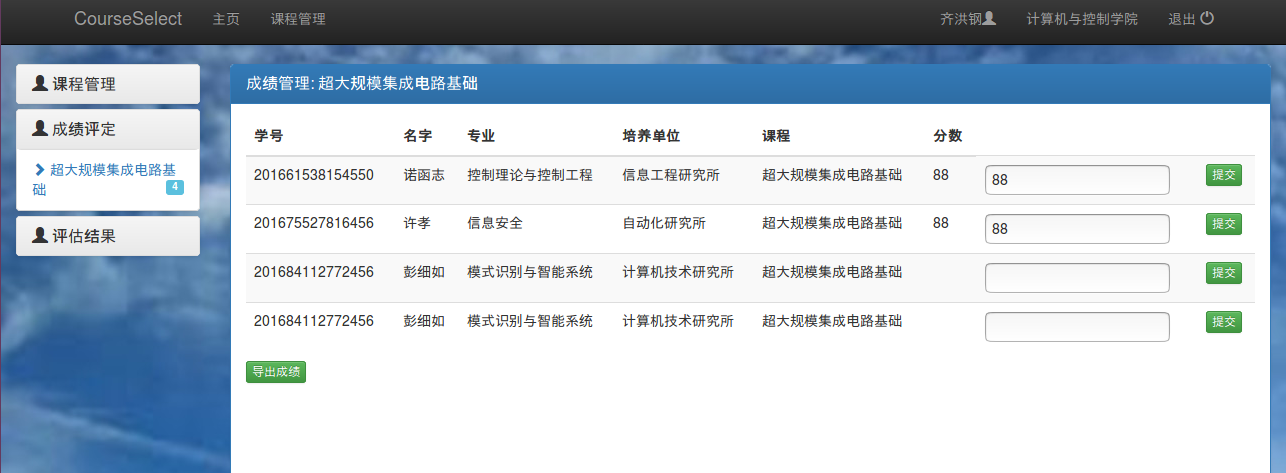 CourseSelect 主页 课程管理 齐洪钢 计算机与控制学院 退出
课程管理
成绩评定
超大规模集成电路基
础 4
评估结果
成绩管理: 超大规模集成电路基础
学号 名字 专业 培养单位 课程 分数
201661538154550 诺函志 控制理论与控制工程 信息工程研究所 超大规模集成电路基础 88 88 提交
201675527816456 许孝 信息安全 自动化研究所 超大规模集成电路基础 88 88 提交
201684112772456 彭细如 模式识别与智能系统 计算机技术研究所 超大规模集成电路基础 提交
201684112772456 彭细如 模式识别与智能系统 计算机技术研究所 超大规模集成电路基础 提交
导出成绩